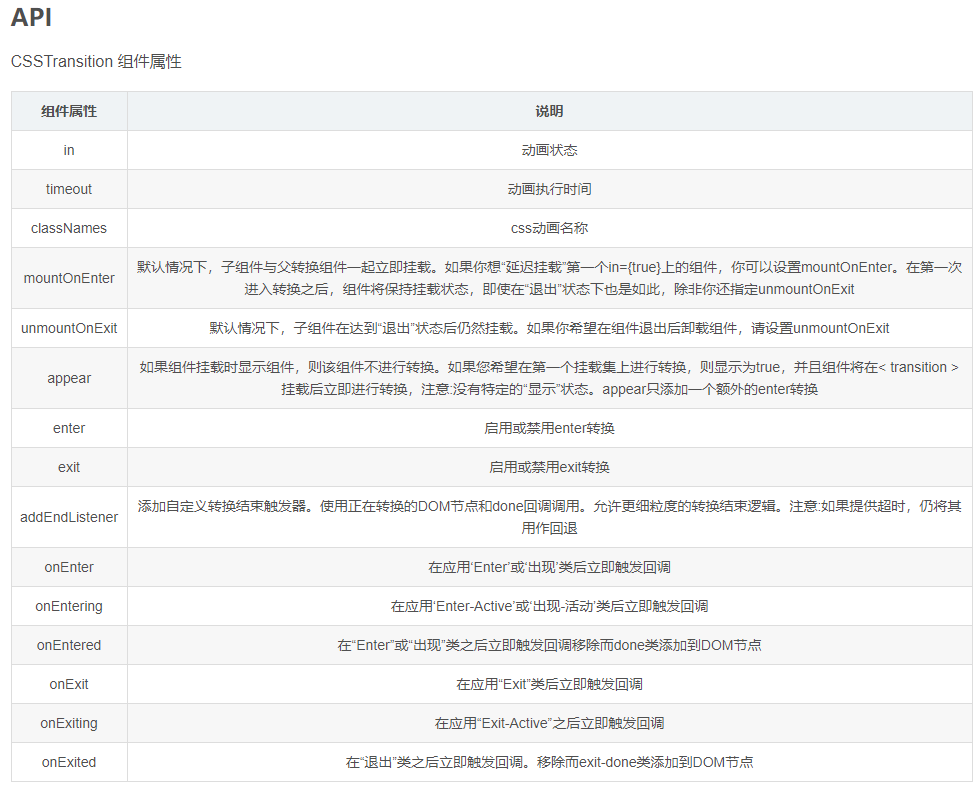 API
CSSTransition 组件属性
组件属性 说明
in 动画状态
timeout 动画执行时间
classNames css动画名称
mountOnEnter 默认情况下，子组件与父转换组件一起立即挂载。如果你想“延迟挂载”第一个in={true}上的组件，你可以设置mountOnEnter。在第一次
进入转换之后，组件将保持挂载状态，即使在“退出”状态下也是如此，除非你还指定unmountOnExit
unmountOnExit 默认情况下，子组件在达到“退出”状态后仍然挂载。如果你希望在组件退出后卸载组件，请设置unmountOnExit
appear 如果组件挂载时显示组件，则该组件不进行转换。如果您希望在第一个挂载集上进行转换，则显示为true，并且组件将在< transition >
挂载后立即进行转换，注意:没有特定的“显示”状态。appear只添加一个额外的enter转换
enter 启用或禁用enter转换
exit 启用或禁用exit转换
addEndListener 添加自定义转换结束触发器。使用正在转换的DOM节点和done回调调用。允许更细粒度的转换结束逻辑。注意:如果提供超时，仍将其
用作回退
onEnter 在应用‘Enter’或‘出现’类后立即触发回调
onEntering 在应用‘Enter-Active’或‘出现-活动’类后立即触发回调
onEntered 在“Enter”或“出现”类之后立即触发回调移除而done类添加到DOM节点
onExit 在应用“Exit”类后立即触发回调
onExiting 在应用“Exit-Active”之后立即触发回调
onExited 在“退出”类之后立即触发回调。移除而exit-done类添加到DOM节点